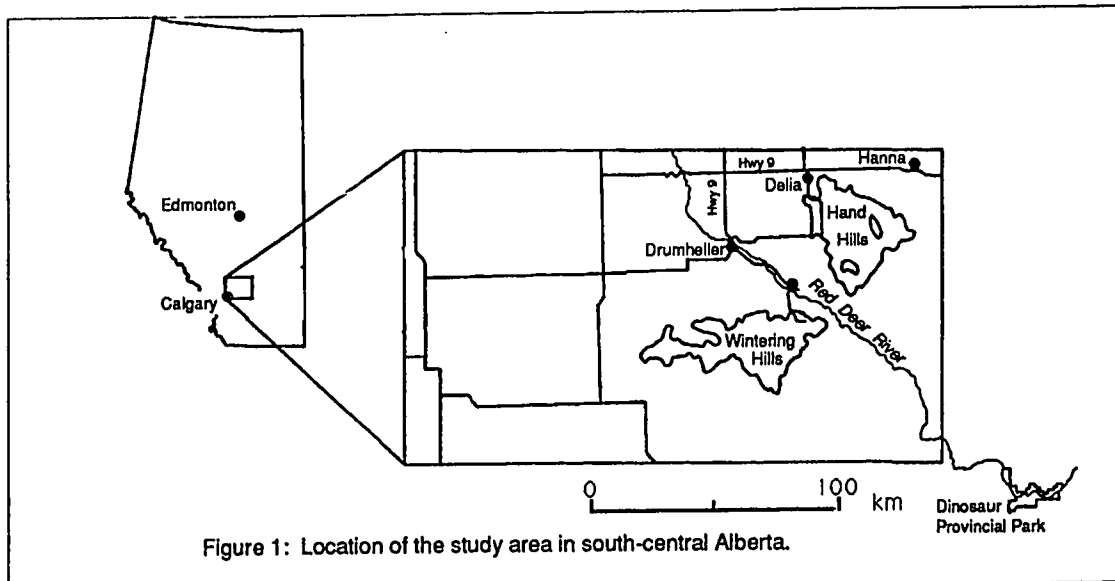 Edmonton
Calgary
Hwy 9
Hanna
Hwy 9
Delia
Hand
Hills
Drumheller
Red Deer River
Wintering
Hills
0
100
km
Dinosaur
Provincial Park
Figure 1: Location of the study area in south-central Alberta.